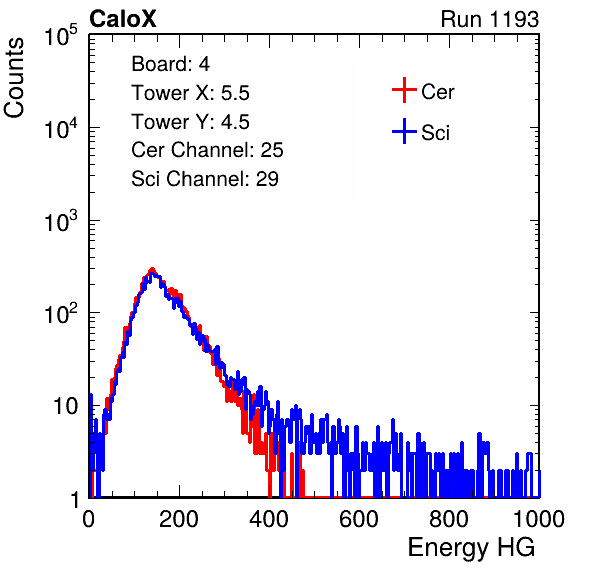 CaloX Run 1193
Counts
10^5
10^4
10^3
10^2
10
1
Board: 4
Tower X: 5.5
Tower Y: 4.5
Cer Channel: 25
Sci Channel: 29
Cer
Sci
0 200 400 600 800 1000
Energy HG